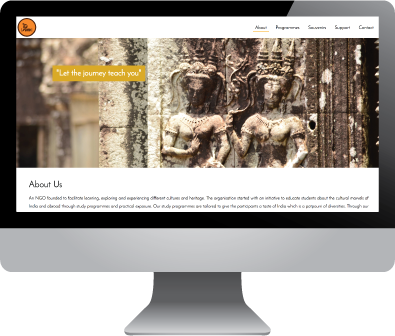 About Programmes Souvenirs Support Contact
"Let the journey teach you"
About Us
An NGO founded to facilitate learning, exploring and experiencing different cultures and heritage. The organisation started with an initiative to educate students about the cultural marvels of
India and abroad through study programmes and practical exposure. Our study programmes are tailored to give the participants a taste of India which is a potpourri of diversities. Through our